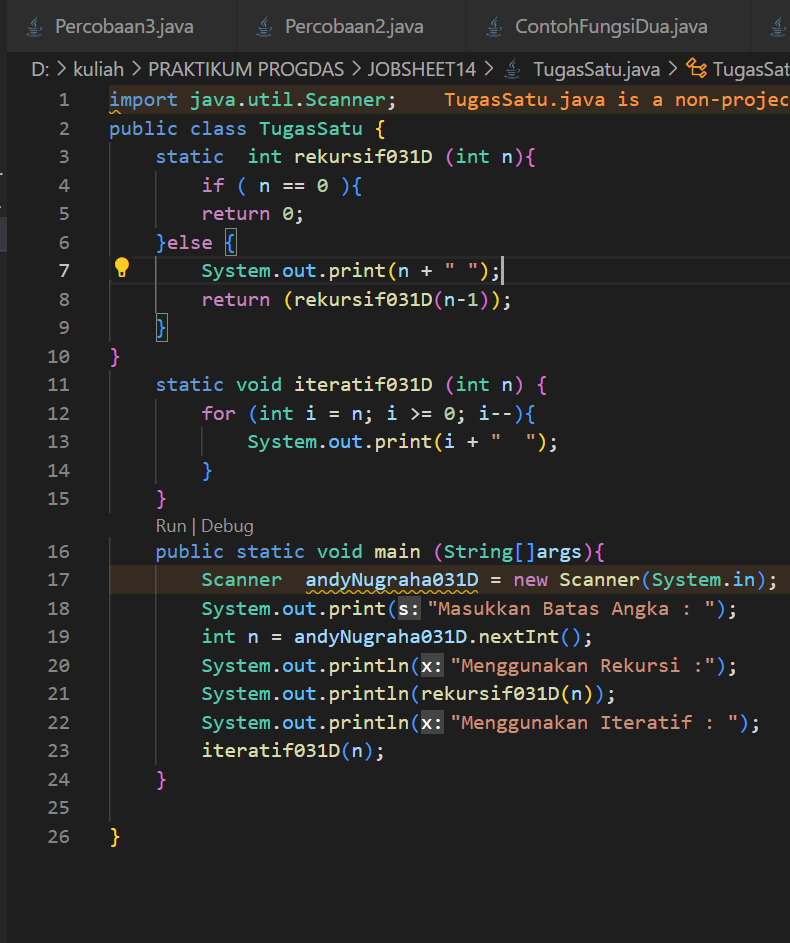 Percobaan3.java Percobaan2.java ContohFungsiDua.java
D: > kuliah > PRAKTIKUM PROGDAS > JOBSHEET14 > TugasSatu.java > TugasSat
1 import java.util.Scanner; TugasSatu.java is a non-projec
2 public class TugasSatu {
3 static  int rekursif031D (int n){
4 if ( n == 0 ){
5 return 0;
6 }else {
7 System.out.print(n + " ");
8 return (rekursif031D(n-1));
9 }
10 }
11 static void iteratif031D (int n) {
12 for (int i = n; i >= 0; i--){
13 System.out.print(i + "  ");
14 }
15 }
Run | Debug
16 public static void main (String[]args){
17 Scanner  andyNugraha031D = new Scanner(System.in);
18 System.out.print(s: "Masukkan Batas Angka : ");
19 int n = andyNugraha031D.nextInt();
20 System.out.println(x: "Menggunakan Rekursi :");
21 System.out.println(rekursif031D(n));
22 System.out.println(x: "Menggunakan Iteratif : ");
23 iteratif031D(n);
24 }
25
26 }